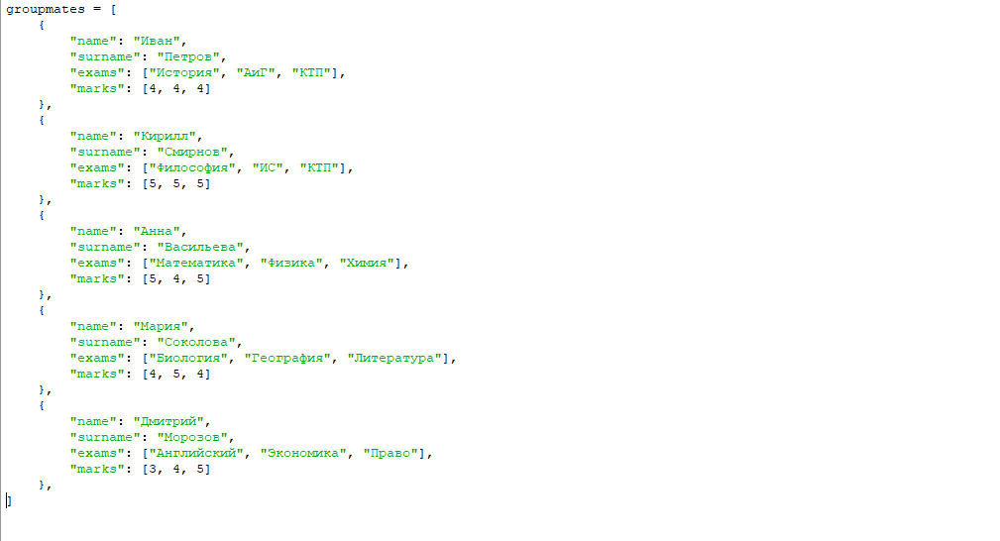 groupmates = [
    {
        "name": "Иван",
        "surname": "Петров",
        "exams": ["История", "АиГ", "КТП"],
        "marks": [4, 4, 4]
    },
    {
        "name": "Кирилл",
        "surname": "Смирнов",
        "exams": ["Философия", "ИС", "КТП"],
        "marks": [5, 5, 5]
    },
    {
        "name": "Анна",
        "surname": "Васильева",
        "exams": ["Математика", "Физика", "Химия"],
        "marks": [5, 4, 5]
    },
    {
        "name": "Мария",
        "surname": "Соколова",
        "exams": ["Биология", "География", "Литература"],
        "marks": [4, 5, 4]
    },
    {
        "name": "Дмитрий",
        "surname": "Морозов",
        "exams": ["Английский", "Экономика", "Право"],
        "marks": [3, 4, 5]
    },
]